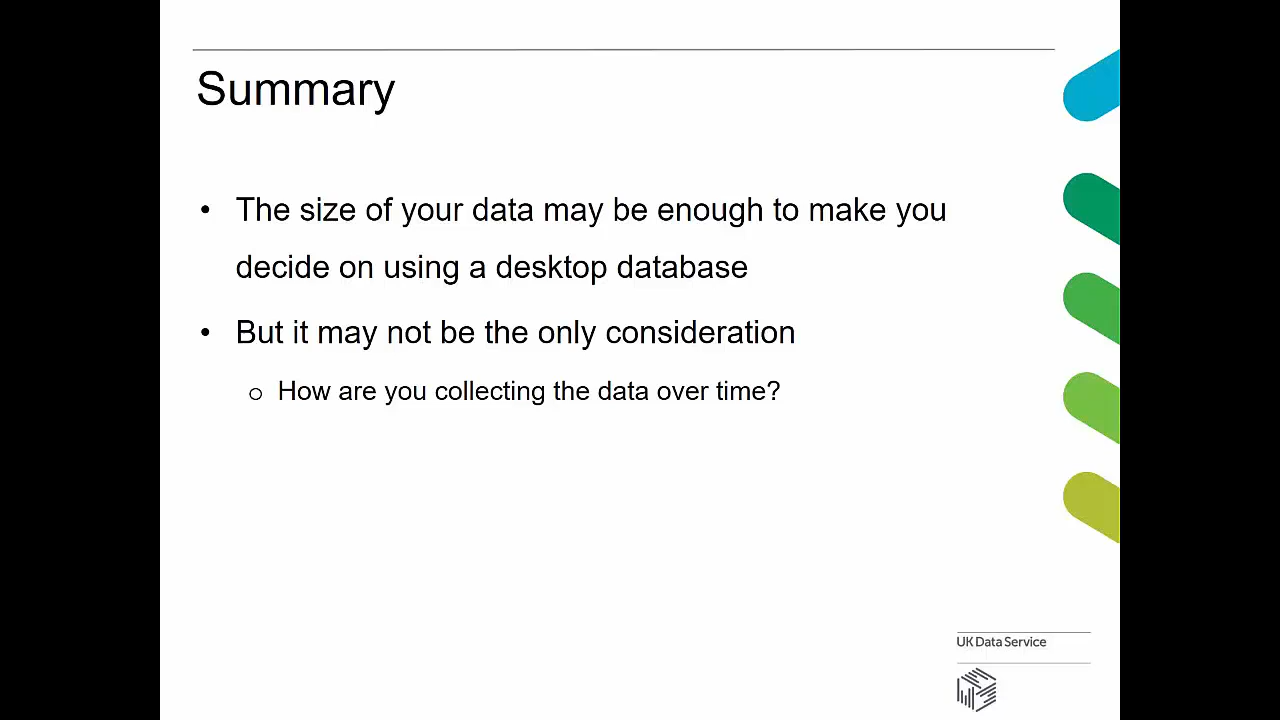 Summary
• The size of your data may be enough to make you
decide on using a desktop database
• But it may not be the only consideration
o How are you collecting the data over time?
UK Data Service